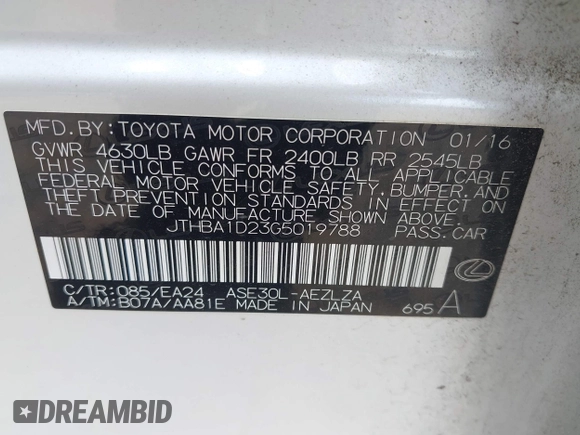 MFD. BY: TOYOTA MOTOR CORPORATION 01/16
GVWR 4630LB GAWR FR 2400LB RR 2545LB
THIS VEHICLE CONFORMS TO ALL APPLICABLE
FEDERAL MOTOR VEHICLE SAFETY, BUMPER, AND
THEFT PREVENTION STANDARDS IN EFFECT ON
THE DATE OF MANUFACTURE SHOWN ABOVE.
JTHBA1D23G5019788 PASS. CAR
C/TR: 085/EA24 ASE30L-AEZLZA
A/TM: B07A/AA81E MADE IN JAPAN 695 A
DREAMBID